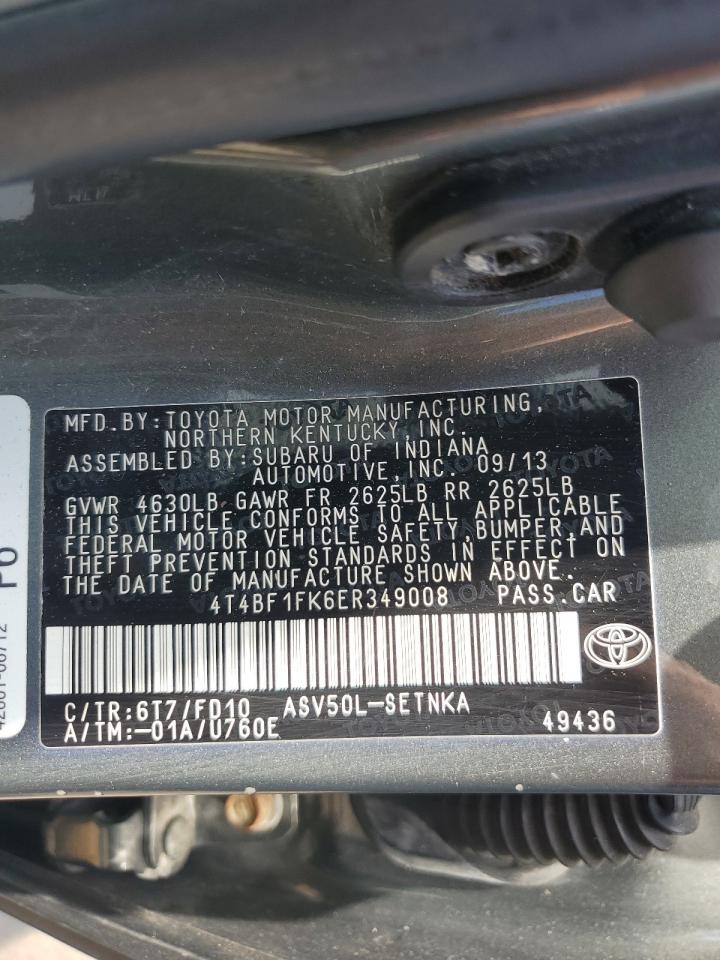 MFD.BY:TOYOTA MOTOR MANUFACTURING,
NORTHERN KENTUCKY,INC.
ASSEMBLED BY:SUBARU OF INDIANA
AUTOMOTIVE,INC. 09/13
GVWR 4630LB GAWR FR 2625LB RR 2625LB
THIS VEHICLE CONFORMS TO ALL APPLICABLE
FEDERAL MOTOR VEHICLE SAFETY,BUMPER,AND
THEFT PREVENTION STANDARDS IN EFFECT ON
THE DATE OF MANUFACTURE SHOWN ABOVE.
4T4BF1FK6ER349008 PASS.CAR
C/TR:6T7/FD10 ASV50L-SETNKA
A/TM:-01A/U760E 49436